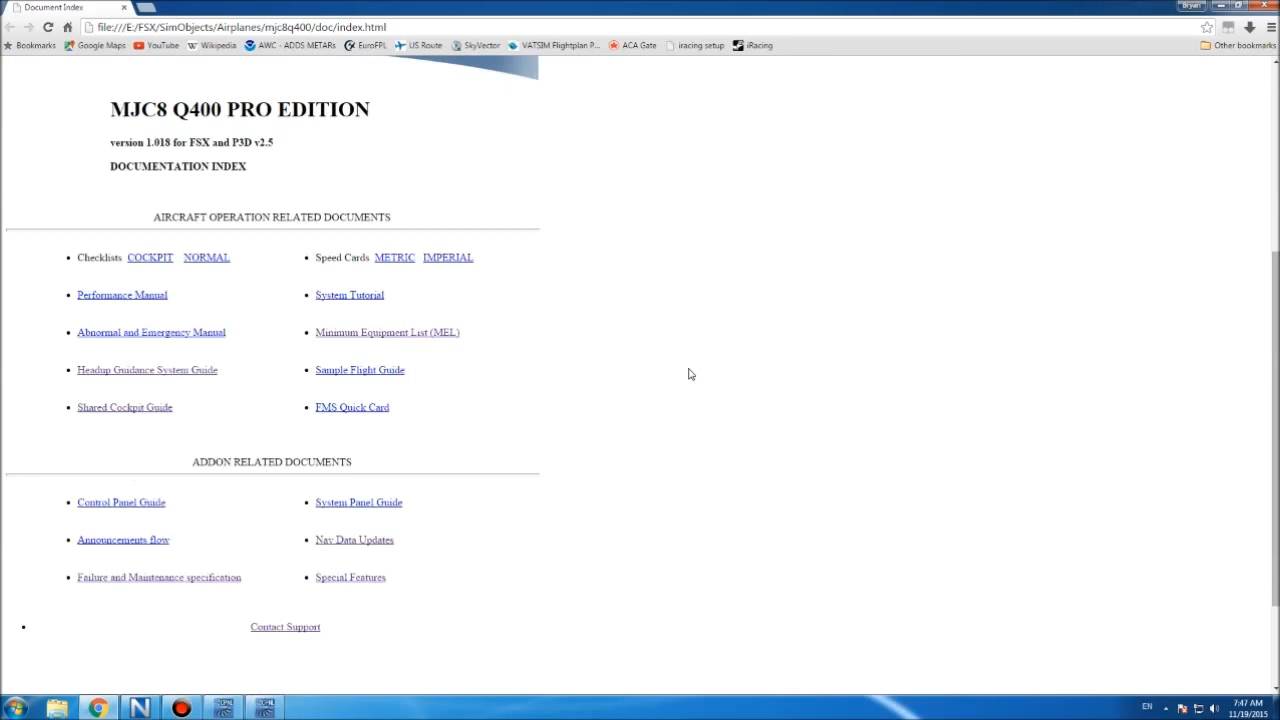 Document Index
Bryan
file:///E:/FSX/SimObjects/Airplanes/mjc8q400/doc/index.html
Bookmarks Google Maps YouTube Wikipedia AWC - ADDS METARs EuroFPL US Route SkyVector VATSIM Flightplan P... ACA Gate iracing setup iRacing Other bookmarks
MJC8 Q400 PRO EDITION
version 1.018 for FSX and P3D v2.5
DOCUMENTATION INDEX
AIRCRAFT OPERATION RELATED DOCUMENTS
Checklists COCKPIT NORMAL
Speed Cards METRIC IMPERIAL
Performance Manual
System Tutorial
Abnormal and Emergency Manual
Minimum Equipment List (MEL)
Headup Guidance System Guide
Sample Flight Guide
Shared Cockpit Guide
FMS Quick Card
ADDON RELATED DOCUMENTS
Control Panel Guide
System Panel Guide
Announcements flow
Nav Data Updates
Failure and Maintenance specification
Special Features
Contact Support
EN
7:47 AM
11/19/2015